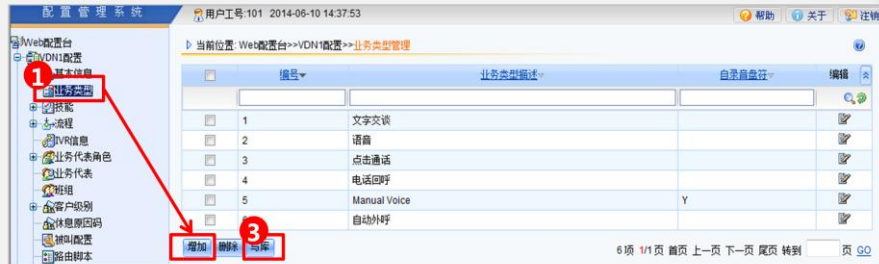 配置管理系统
用户工号:101 2014-06-10 14:37:53
帮助 关于 注销
Web配置台
VDN1配置
基本信息
业务类型
技能
流程
IVR信息
业务代表角色
业务代表
班组
客户级别
休息原因码
被叫配置
路由脚本
1
当前位置: Web配置台>>VDN1配置>>业务类型管理
编号 业务类型描述 自录音盘符 编辑
1 文字交谈
2 语音
3 点击通话
4 电话回呼
5 Manual Voice Y
自动外呼
3
增加 删除 写库
6项 1/1页 首页 上一页 下一页 尾页 转到 页 GO